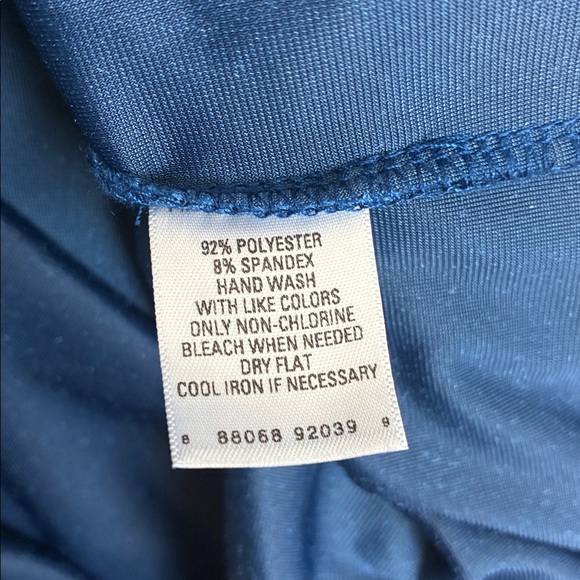 92% POLYESTER
8% SPANDEX
HAND WASH
WITH LIKE COLORS
ONLY NON-CHLORINE
BLEACH WHEN NEEDED
DRY FLAT
COOL IRON IF NECESSARY
8 88068 92039 8